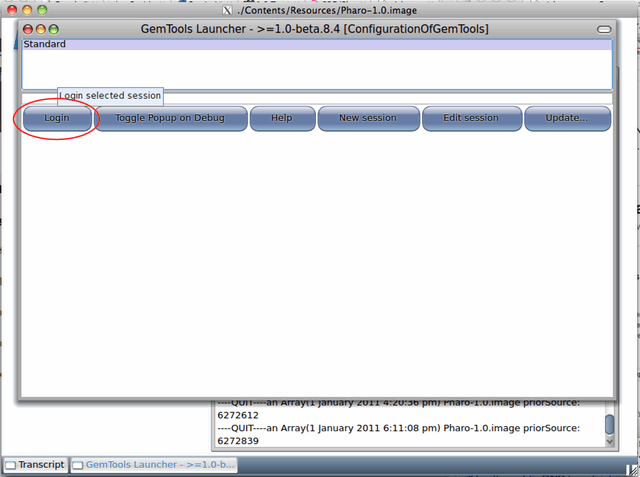 ./Contents/Resources/Pharo-1.0.image
GemTools Launcher - >=1.0-beta.8.4 [ConfigurationOfGemTools]
Standard
Login selected session
Login
Toggle Popup on Debug
Help
New session
Edit session
Update...
----QUIT----an Array(1 January 2011 4:20:36 pm) Pharo-1.0.image priorSource:
6272612
----QUIT----an Array(1 January 2011 6:11:08 pm) Pharo-1.0.image priorSource:
6272839
Transcript
GemTools Launcher - >=1.0-b...